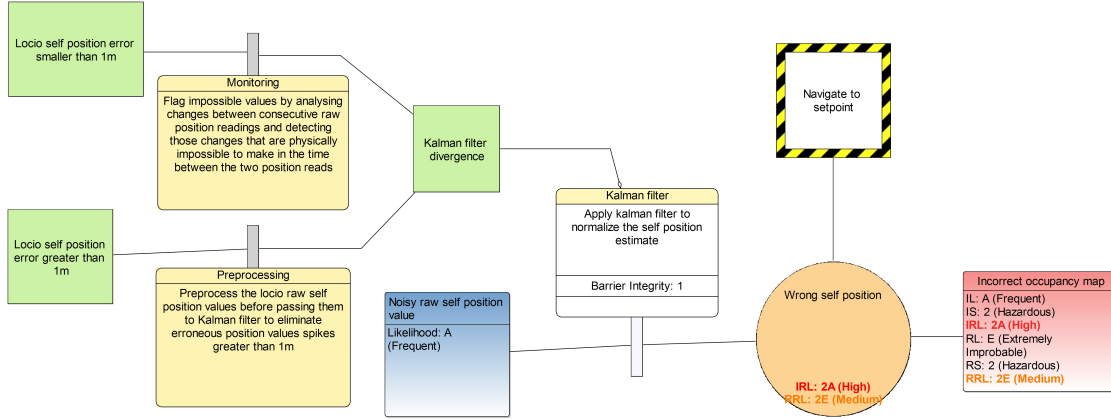 Locio self position error
smaller than 1m
Monitoring
Flag impossible values by analysing
changes between consecutive raw
position readings and detecting
those changes that are physically
impossible to make in the time
between the two position reads
Kalman filter
divergence
Navigate to
setpoint
Locio self position
error greater than
1m
Preprocessing
Preprocess the locio raw self
position values before passing them
to Kalman filter to eliminate
erroneous position values spikes
greater than 1m
Kalman filter
Apply kalman filter to
normalize the self position
estimate
Barrier Integrity: 1
Noisy raw self position
value
Likelihood: A
(Frequent)
Wrong self position
IRL: 2A (High)
RRL: 2E (Medium)
Incorrect occupancy map
IL: A (Frequent)
IS: 2 (Hazardous)
IRL: 2A (High)
RL: E (Extremely
Improbable)
RS: 2 (Hazardous)
RRL: 2E (Medium)